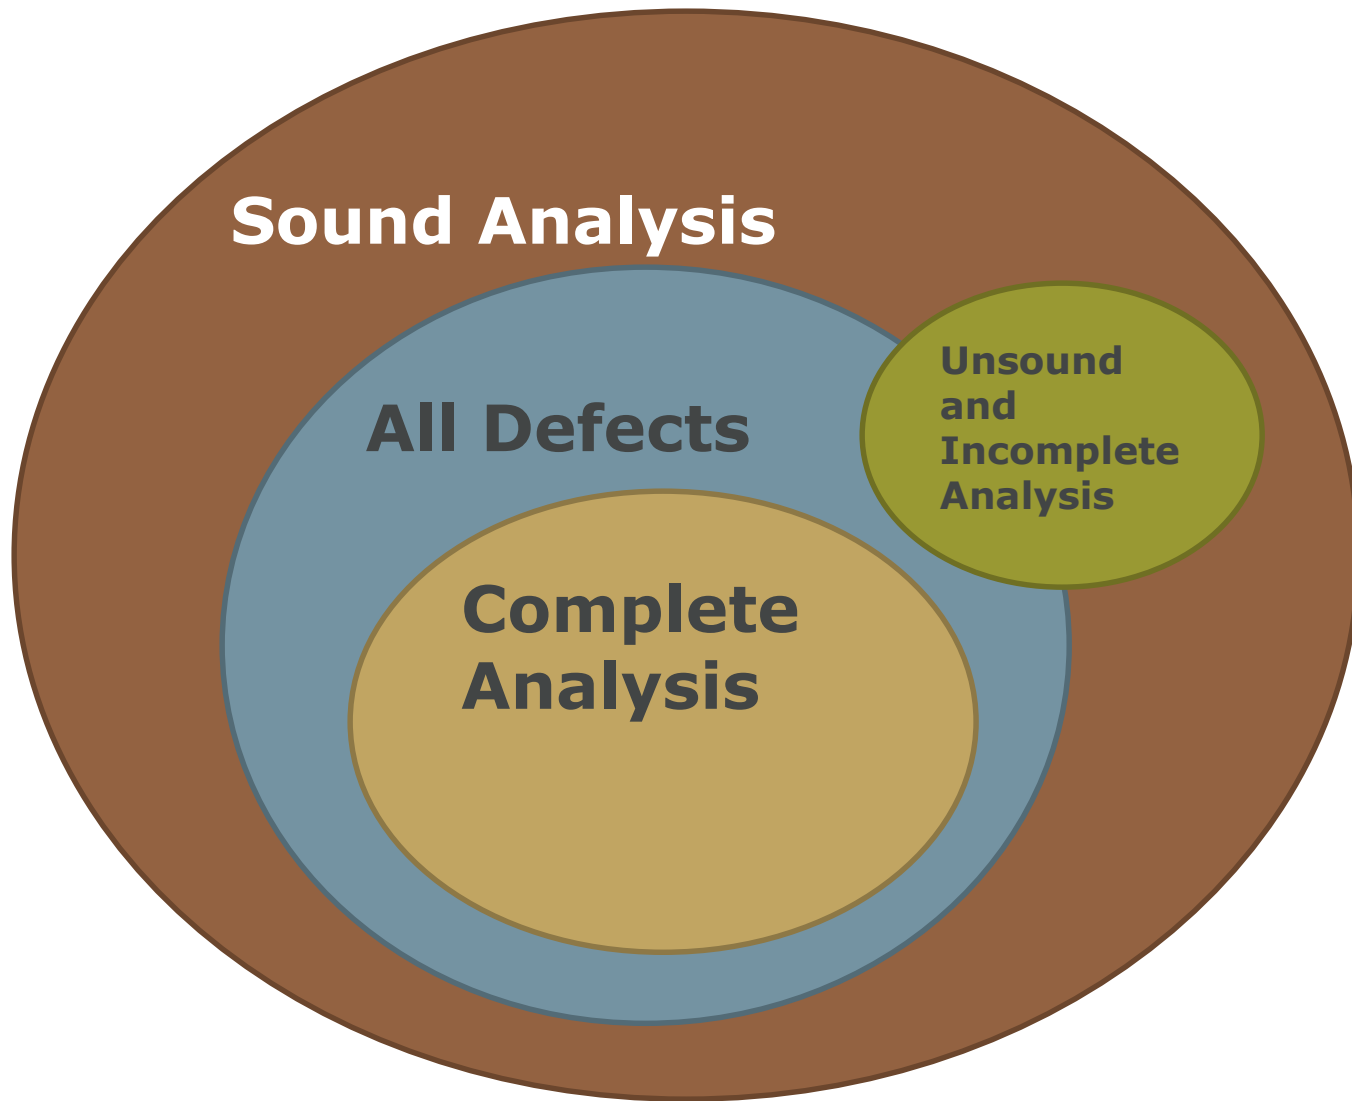 Sound Analysis
Unsound
and
Incomplete
Analysis
All Defects
Complete
Analysis